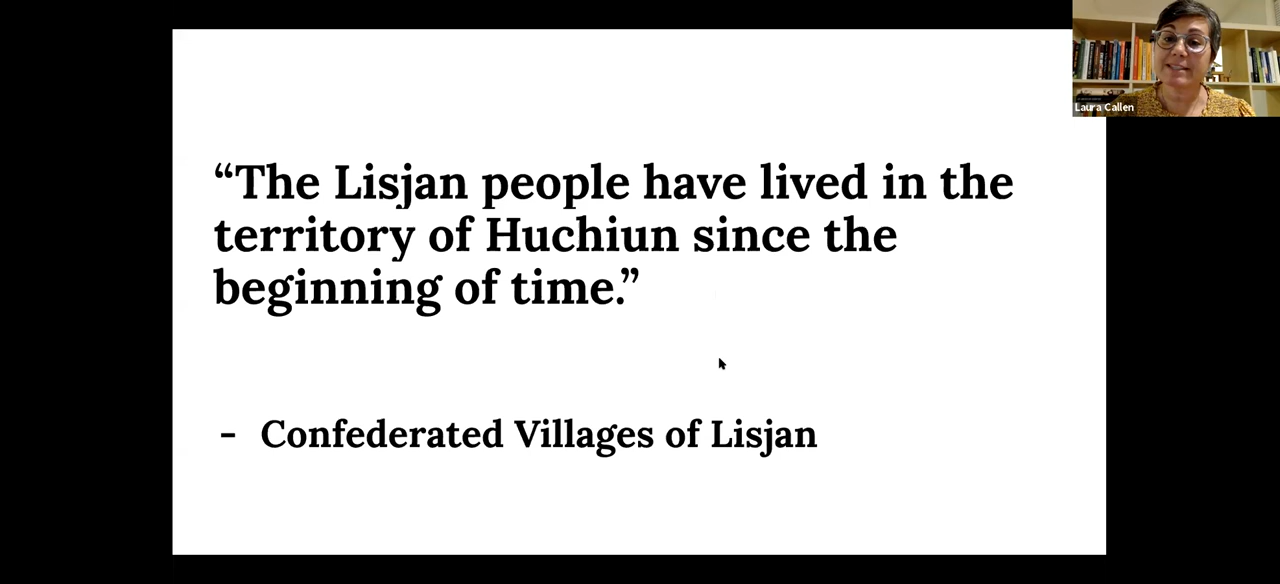 “The Lisjan people have lived in the
territory of Huchiun since the
beginning of time.”
- Confederated Villages of Lisjan
Laura Callen